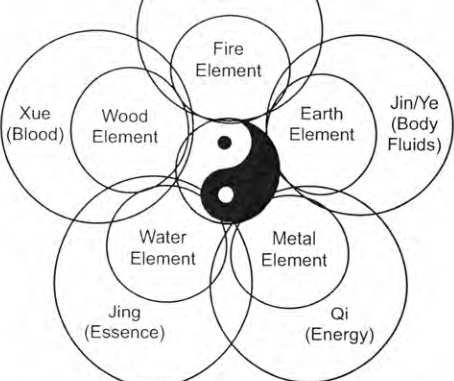 Fire
Element
Xue
(Blood)
Wood
Element
Earth
Element
Jin/Ye
(Body
Fluids)
Water
Element
Metal
Element
Jing
(Essence)
Qi
(Energy)